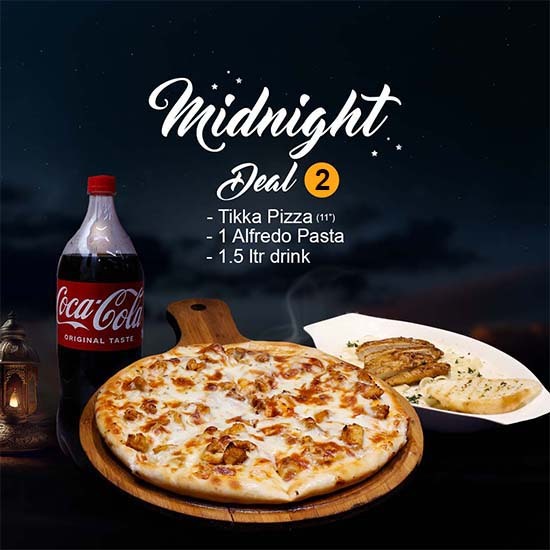 Midnight
Deal 2
- Tikka Pizza (11")
- 1 Alfredo Pasta
- 1.5 ltr drink
Coca-Cola
ORIGINAL TASTE